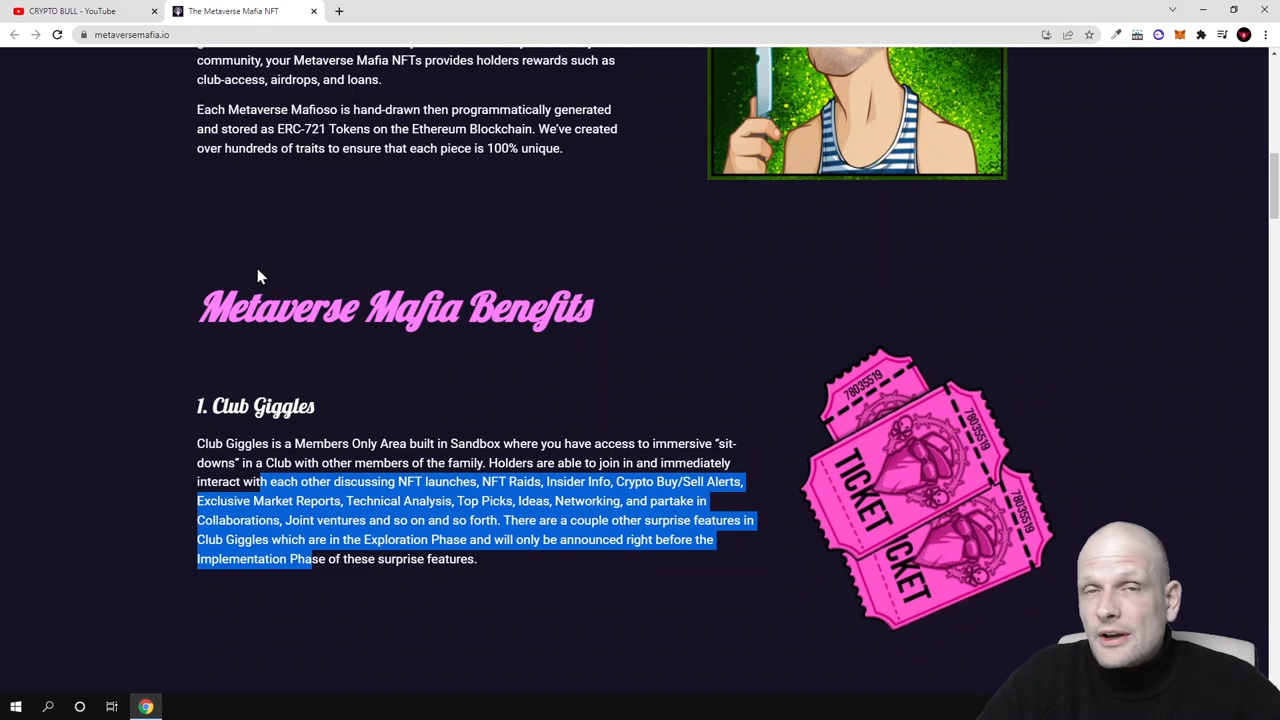 CRYPTO BULL - YouTube
The Metaverse Mafia NFT
metaversemafia.io
community, your Metaverse Mafia NFTs provides holders rewards such as
club-access, airdrops, and loans.
Each Metaverse Mafioso is hand-drawn then programmatically generated
and stored as ERC-721 Tokens on the Ethereum Blockchain. We've created
over hundreds of traits to ensure that each piece is 100% unique.
Metaverse Mafia Benefits
1. Club Giggles
Club Giggles is a Members Only Area built in Sandbox where you have access to immersive “sit-
downs” in a Club with other members of the family. Holders are able to join in and immediately
interact with each other discussing NFT launches, NFT Raids, Insider Info, Crypto Buy/Sell Alerts,
Exclusive Market Reports, Technical Analysis, Top Picks, Ideas, Networking, and partake in
Collaborations, Joint ventures and so on and so forth. There are a couple other surprise features in
Club Giggles which are in the Exploration Phase and will only be announced right before the
Implementation Phase of these surprise features.
78035519
78035519
TICKET
78035519
ICKET